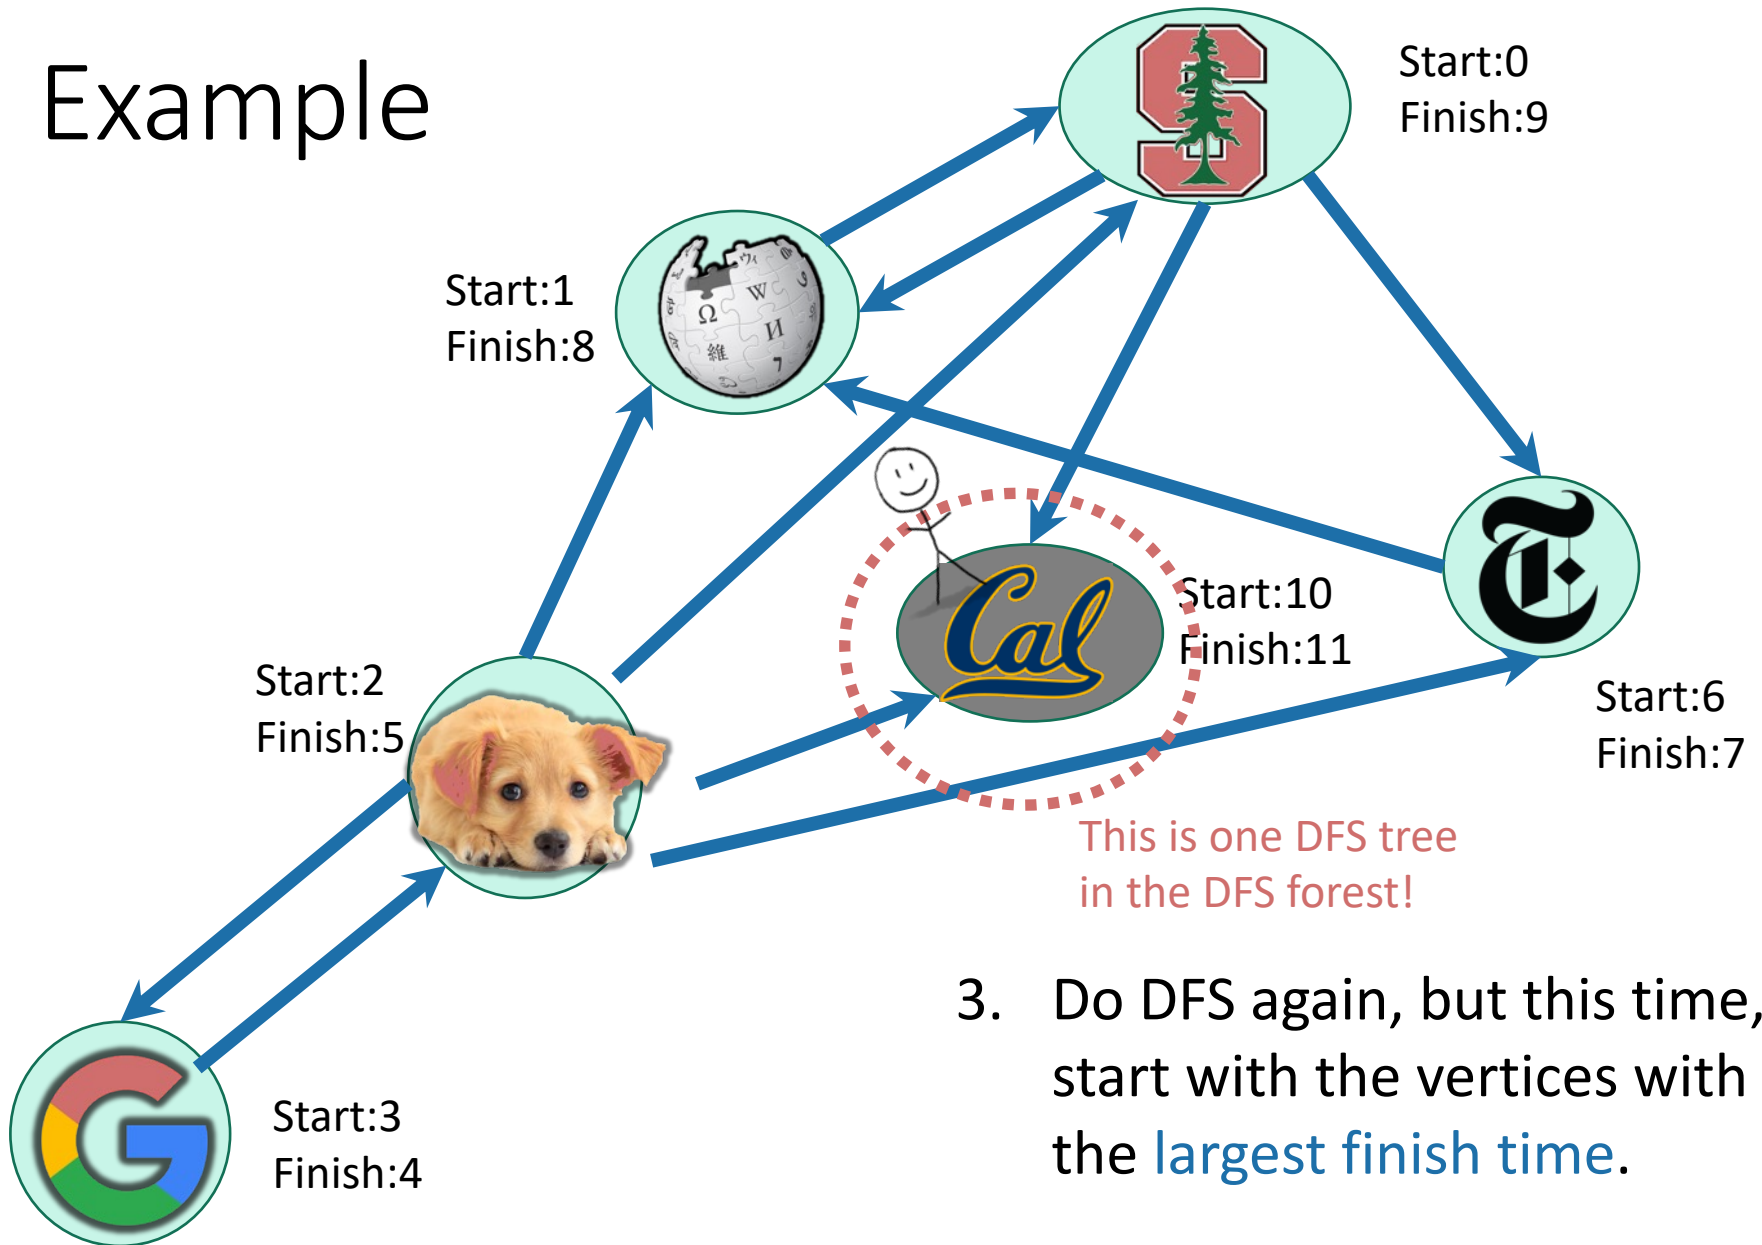 Example
Start:0
Finish:9
Start:1
Finish:8
Ω
W
И
維
7
Cal
Start:10
Finish:11
T
Start:2
Finish:5
Start:6
Finish:7
This is one DFS tree
in the DFS forest!
3. Do DFS again, but this time,
start with the vertices with
the largest finish time.
G
Start:3
Finish:4
S